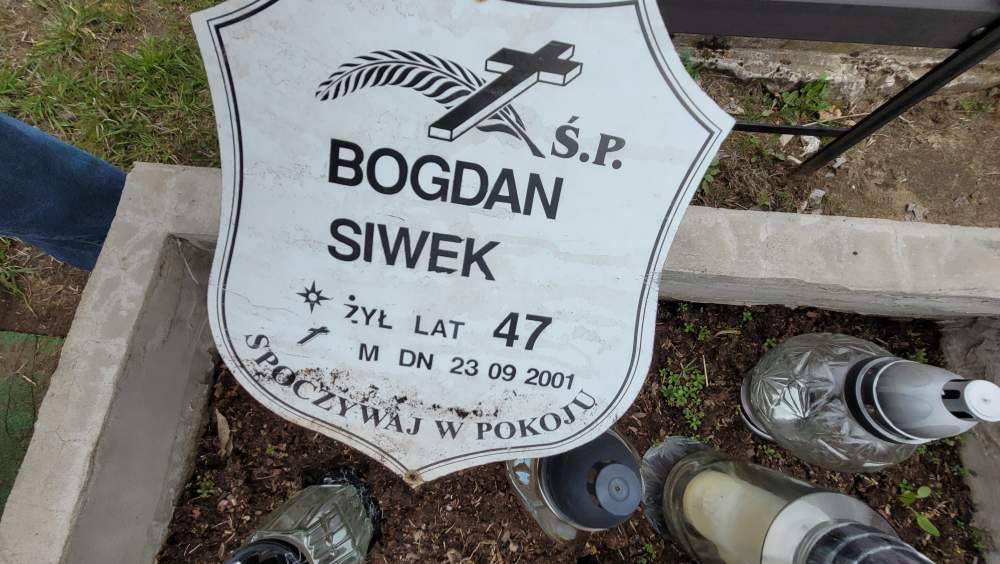 Ś.P.
BOGDAN
SIWEK
ŻYŁ LAT 47
M DN 23 09 2001
SPOCZYWAJ W POKOJU